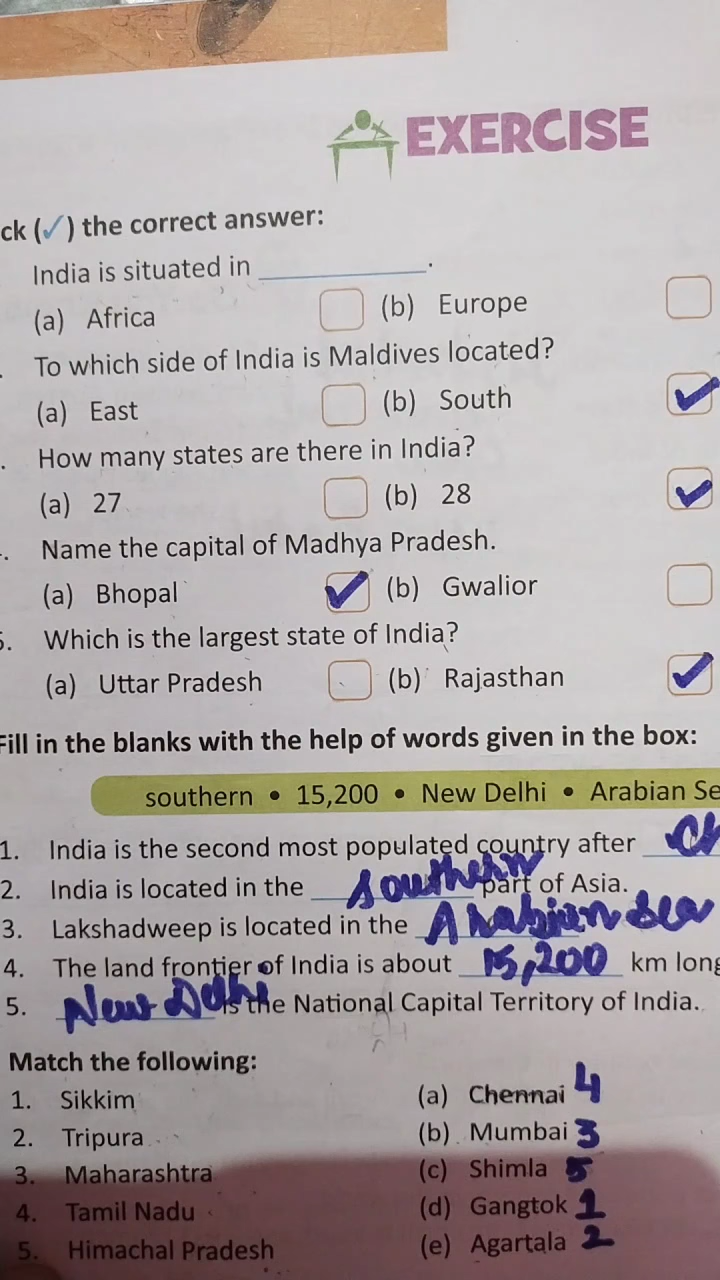 EXERCISE
ck (✓) the correct answer:
India is situated in ____________.
(a) Africa (b) Europe
. To which side of India is Maldives located?
(a) East (b) South ✓
. How many states are there in India?
(a) 27 (b) 28 ✓
. Name the capital of Madhya Pradesh.
(a) Bhopal ✓ (b) Gwalior
5. Which is the largest state of India?
(a) Uttar Pradesh (b) Rajasthan ✓
Fill in the blanks with the help of words given in the box:
southern • 15,200 • New Delhi • Arabian Se
1. India is the second most populated country after Ch
2. India is located in the southern part of Asia.
3. Lakshadweep is located in the Arabian Sea
4. The land frontier of India is about 15,200 km long
5. New Delhi is the National Capital Territory of India.
Match the following:
1. Sikkim (a) Chennai 4
2. Tripura (b) Mumbai 3
3. Maharashtra (c) Shimla 5
4. Tamil Nadu (d) Gangtok 1
5. Himachal Pradesh (e) Agartala 2